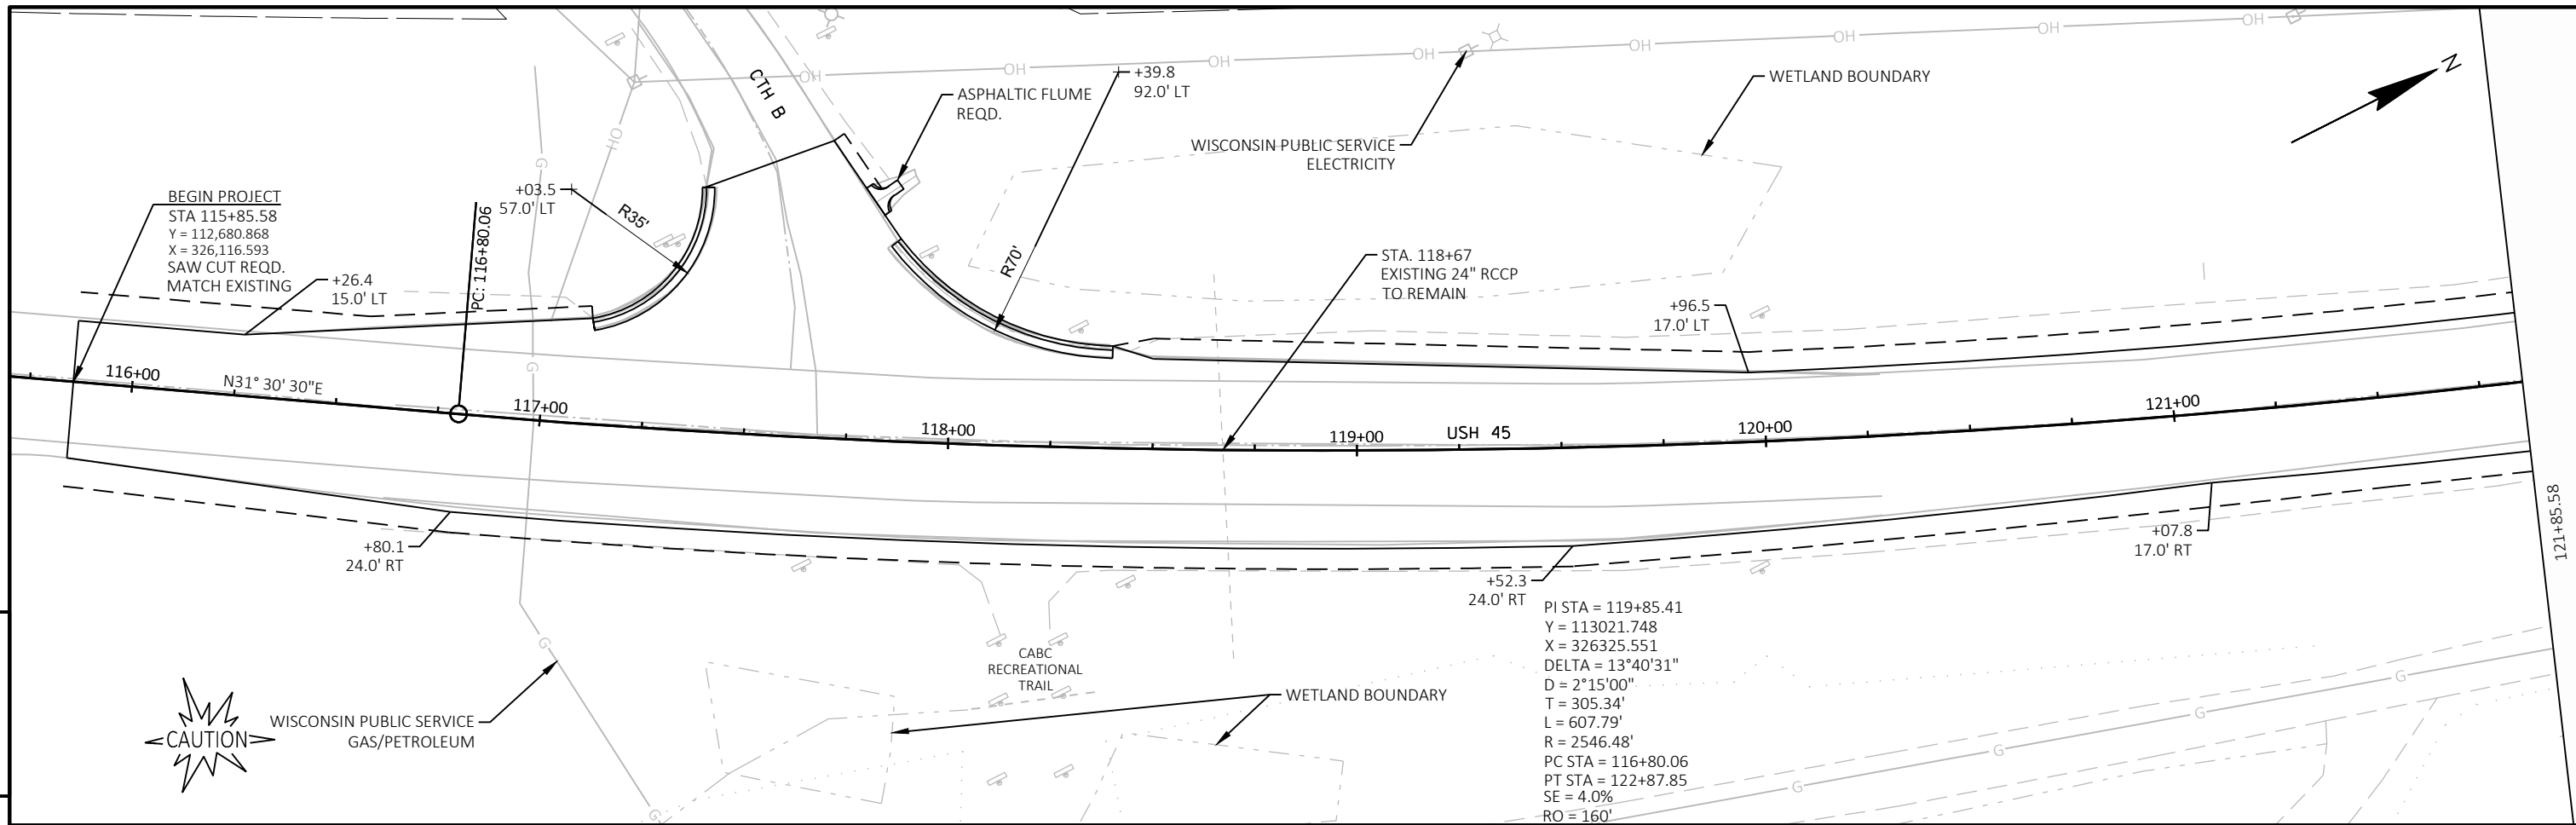 OH
OH
OH
OH
OH
OH
OH
OH
OH
N
CTH B
ASPHALTIC FLUME
REQD.
+39.8
92.0' LT
WETLAND BOUNDARY
WISCONSIN PUBLIC SERVICE
ELECTRICITY
G
+03.5
57.0' LT
R35'
R70'
BEGIN PROJECT
STA 115+85.58
Y = 112,680.868
X = 326,116.593
SAW CUT REQD.
MATCH EXISTING
+26.4
15.0' LT
PC: 116+80.06
STA. 118+67
EXISTING 24" RCCP
TO REMAIN
+96.5
17.0' LT
G
116+00
N31° 30' 30"E
117+00
118+00
119+00
USH 45
120+00
121+00
+80.1
24.0' RT
+52.3
24.0' RT
+07.8
17.0' RT
121+85.58
G
CABC
RECREATIONAL
TRAIL
WETLAND BOUNDARY
CAUTION
WISCONSIN PUBLIC SERVICE
GAS/PETROLEUM
G
PI STA = 119+85.41
Y = 113021.748
X = 326325.551
DELTA = 13°40'31"
D = 2°15'00"
T = 305.34'
L = 607.79'
R = 2546.48'
PC STA = 116+80.06
PT STA = 122+87.85
SE = 4.0%
RO = 160'
G
G
G
G